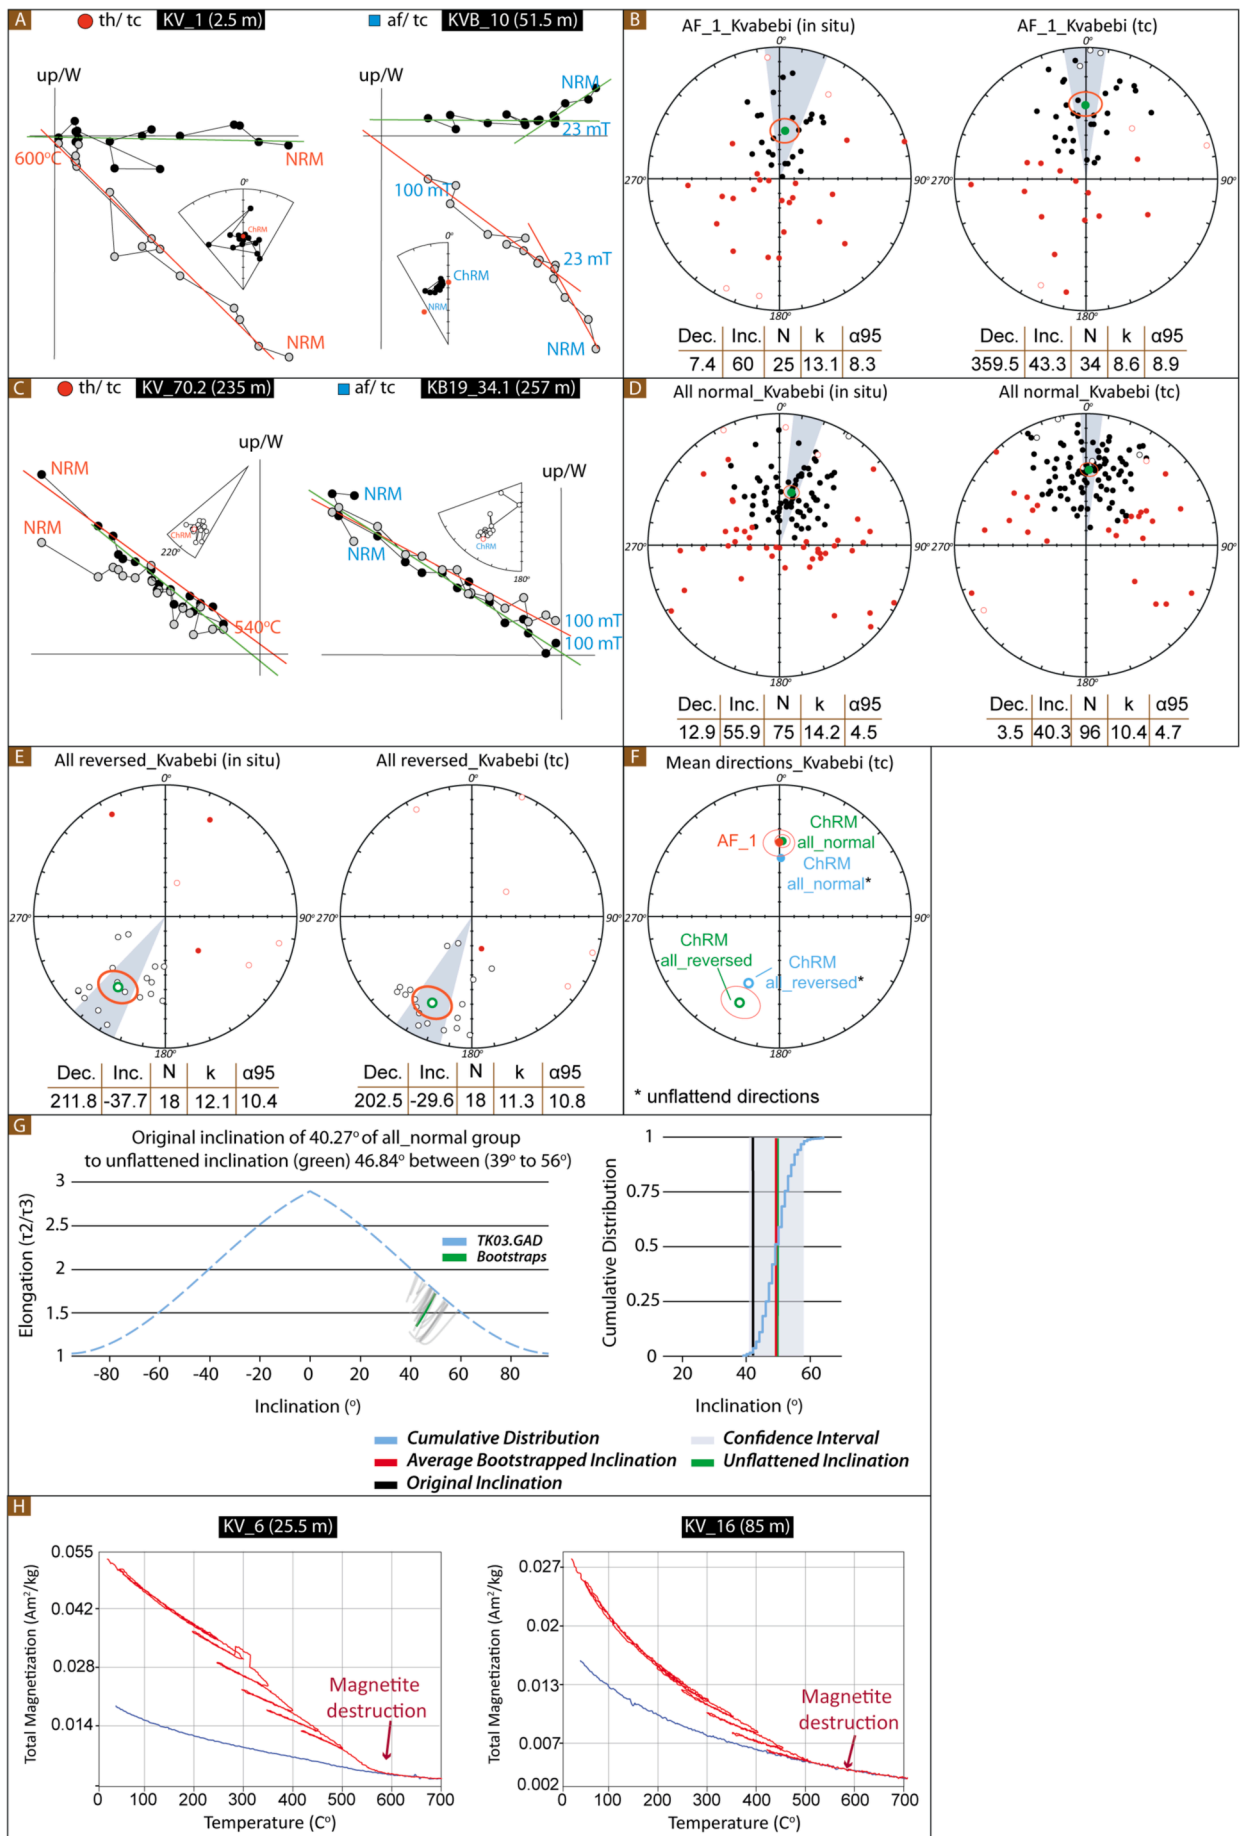 A
th/ tc KV_1 (2.5 m)
af/ tc KVB_10 (51.5 m)
up/W
600°C
NRM
0°
ChRM
NRM
up/W
NRM
23 mT
100 mT
23 mT
0°
ChRM
NRM
NRM
B
AF_1_Kvabebi (in situ)
0°
270°
90°
180°
Dec. Inc. N k α95
7.4 60 25 13.1 8.3
AF_1_Kvabebi (tc)
0°
270°
90°
180°
Dec. Inc. N k α95
359.5 43.3 34 8.6 8.9
C
th/ tc KV_70.2 (235 m)
af/ tc KB19_34.1 (257 m)
up/W
NRM
NRM
ChRM
220°
540°C
up/W
NRM
NRM
ChRM
180°
100 mT
100 mT
D
All normal_Kvabebi (in situ)
0°
270°
90°
180°
Dec. Inc. N k α95
12.9 55.9 75 14.2 4.5
All normal_Kvabebi (tc)
0°
270°
90°
180°
Dec. Inc. N k α95
3.5 40.3 96 10.4 4.7
E
All reversed_Kvabebi (in situ)
0°
270°
90°
180°
Dec. Inc. N k α95
211.8 -37.7 18 12.1 10.4
All reversed_Kvabebi (tc)
0°
270°
90°
180°
Dec. Inc. N k α95
202.5 -29.6 18 11.3 10.8
F
Mean directions_Kvabebi (tc)
0°
AF_1
ChRM
all_normal
ChRM
all_normal*
90°
ChRM
all_reversed
ChRM
all_reversed*
180°
* unflattend directions
G
Original inclination of 40.27° of all_normal group
to unflattened inclination (green) 46.84° between (39° to 56°)
Elongation (τ2/τ3)
3
2.5
2
1.5
1
TK03.GAD
Bootstraps
-80 -60 -40 -20 0 20 40 60 80
Inclination (°)
Cumulative Distribution
1
0.75
0.5
0.25
0
20 40 60
Inclination (°)
Cumulative Distribution
Average Bootstrapped Inclination
Original Inclination
Confidence Interval
Unflattened Inclination
H
KV_6 (25.5 m)
Total Magnetization (Am²/kg)
0.055
0.042
0.028
0.014
Magnetite
destruction
0 100 200 300 400 500 600 700
Temperature (C°)
KV_16 (85 m)
Total Magnetization (Am²/kg)
0.027
0.02
0.013
0.007
0.002
Magnetite
destruction
0 100 200 300 400 500 600 700
Temperature (C°)